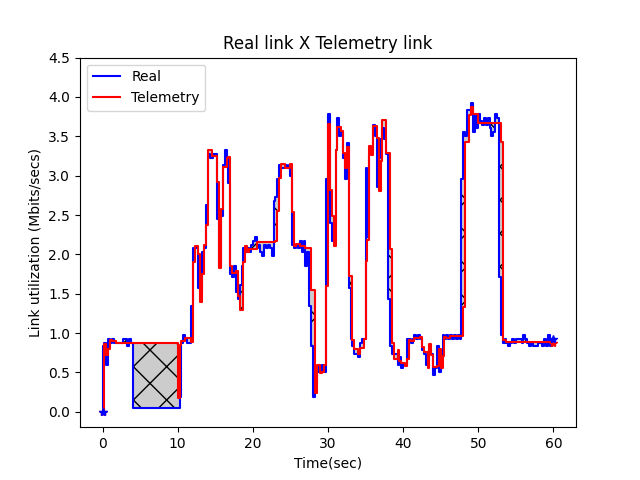 Real link X Telemetry link
Real
Telemetry
Link utilization (Mbits/secs)
4.5
4.0
3.5
3.0
2.5
2.0
1.5
1.0
0.5
0.0
0 10 20 30 40 50 60
Time(sec)